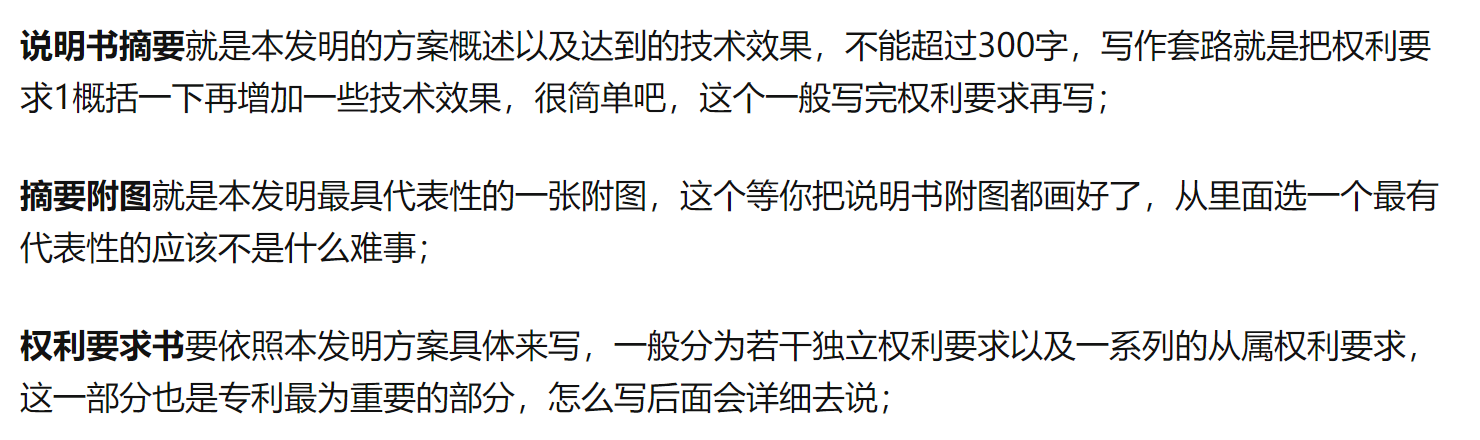 说明书摘要就是本发明的方案概述以及达到的技术效果，不能超过300字，写作套路就是把权利要
求1概括一下再增加一些技术效果，很简单吧，这个一般写完权利要求再写；
摘要附图就是本发明最具代表性的一张附图，这个等你把说明书附图都画好了，从里面选一个最有
代表性的应该不是什么难事；
权利要求书要依照本发明方案具体来写，一般分为若干独立权利要求以及一系列的从属权利要求，
这一部分也是专利最为重要的部分，怎么写后面会详细去说；